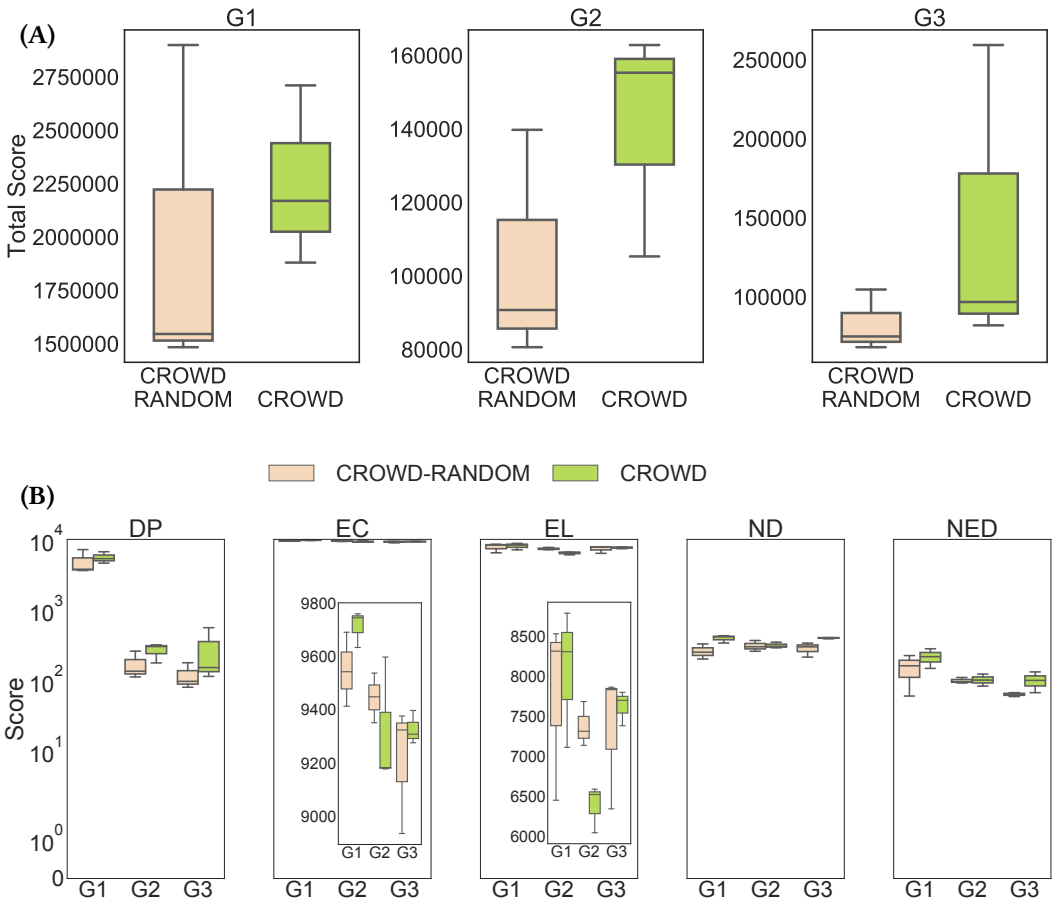 (A)
G1
G2
G3
Total Score
2750000
2500000
2250000
2000000
1750000
1500000
160000
140000
120000
100000
80000
250000
200000
150000
100000
CROWD RANDOM
CROWD
CROWD RANDOM
CROWD
CROWD RANDOM
CROWD
CROWD-RANDOM
CROWD
(B)
DP
EC
EL
ND
NED
Score
10^4
10^3
10^2
10^1
10^0
0
9800
9600
9400
9200
9000
G1 G2 G3
8500
8000
7500
7000
6500
6000
G1 G2 G3
G1 G2 G3
G1 G2 G3
G1 G2 G3
G1 G2 G3
G1 G2 G3